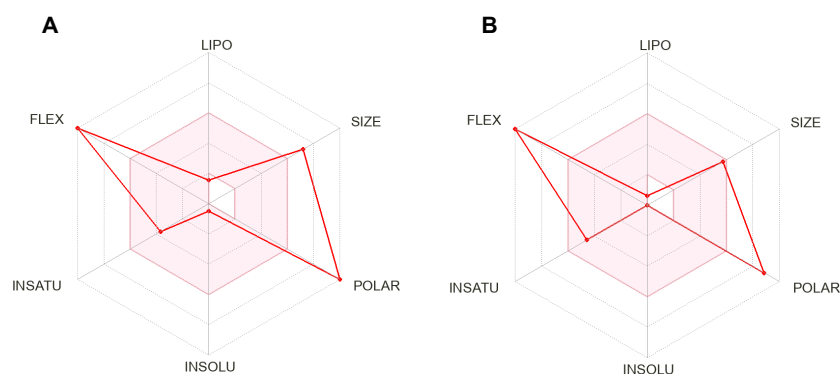 A
LIPO
FLEX
SIZE
INSATU
POLAR
INSOLU
B
LIPO
FLEX
SIZE
INSATU
POLAR
INSOLU